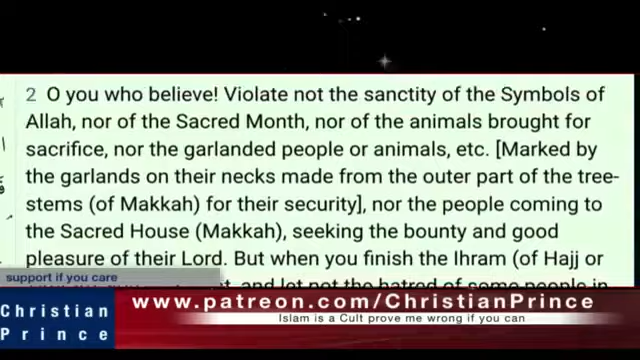 2 O you who believe! Violate not the sanctity of the Symbols of
Allah, nor of the Sacred Month, nor of the animals brought for
sacrifice, nor the garlanded people or animals, etc. [Marked by
the garlands on their necks made from the outer part of the tree-
stems (of Makkah) for their security], nor the people coming to
the Sacred House (Makkah), seeking the bounty and good
pleasure of their Lord. But when you finish the Ihram (of Hajj or
and let not the hatred of some people in
support if you care
www.patreon.com/ChristianPrince
Christian
Prince
Islam is a Cult prove me wrong if you can